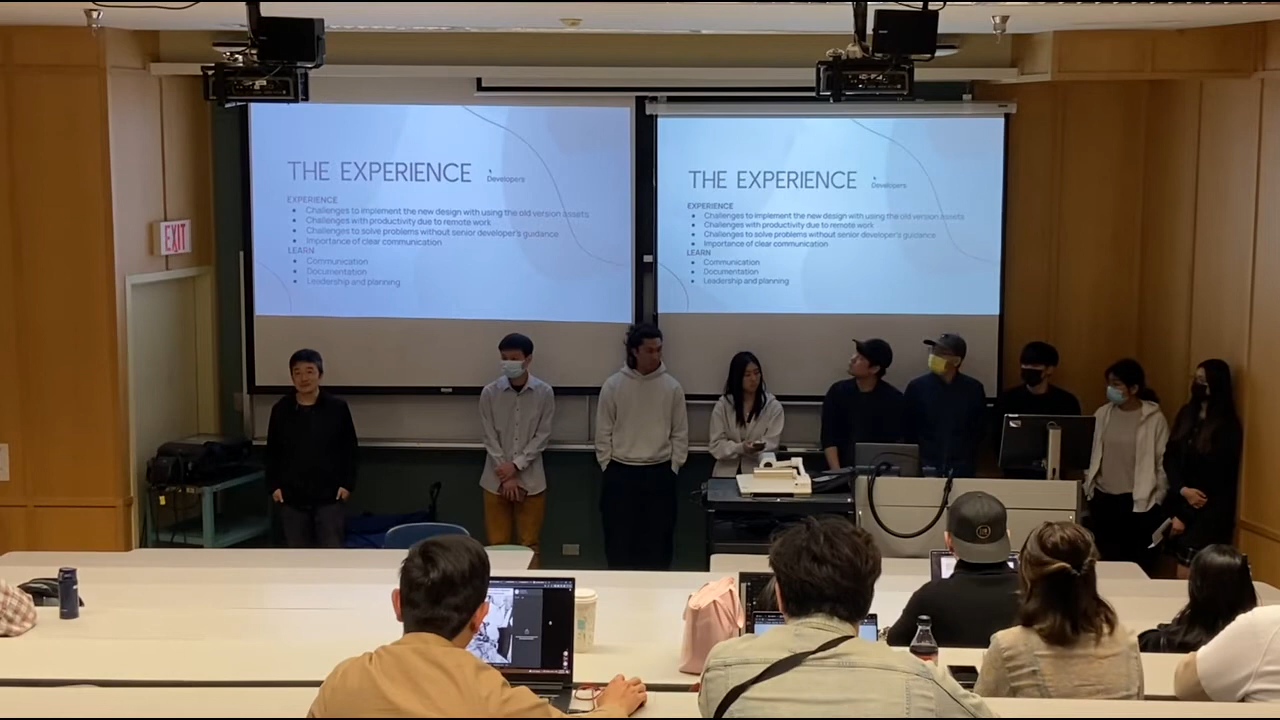 THE EXPERIENCE
Developers
EXPERIENCE
• Challenges to implement the new design with using the old version assets
• Challenges with productivity due to remote work
• Challenges to solve problems without senior developer's guidance
• Importance of clear communication
LEARN
• Communication
• Documentation
• Leadership and planning
THE EXPERIENCE
Developers
EXPERIENCE
• Challenges to implement the new design with using the old version assets
• Challenges with productivity due to remote work
• Challenges to solve problems without senior developer's guidance
• Importance of clear communication
LEARN
• Communication
• Documentation
• Leadership and planning
EXIT